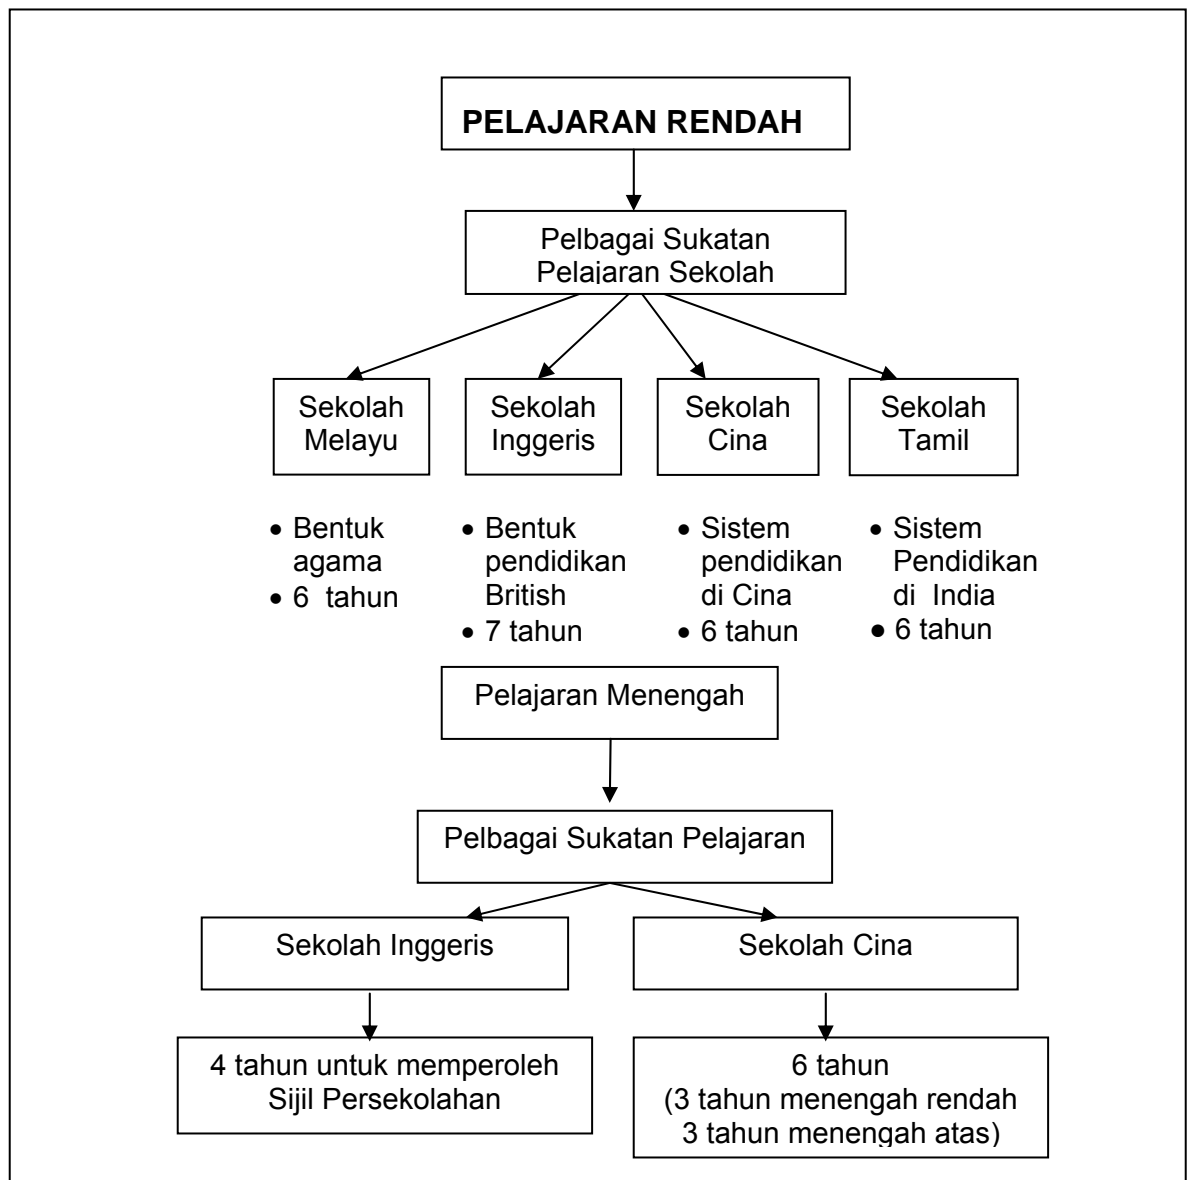 PELAJARAN RENDAH
Pelbagai Sukatan
Pelajaran Sekolah
Sekolah
Melayu
Sekolah
Inggeris
Sekolah
Cina
Sekolah
Tamil
• Bentuk
agama
• 6 tahun
• Bentuk
pendidikan
British
• 7 tahun
• Sistem
pendidikan
di Cina
• 6 tahun
• Sistem
Pendidikan
di India
• 6 tahun
Pelajaran Menengah
Pelbagai Sukatan Pelajaran
Sekolah Inggeris
Sekolah Cina
4 tahun untuk memperoleh
Sijil Persekolahan
6 tahun
(3 tahun menengah rendah
3 tahun menengah atas)